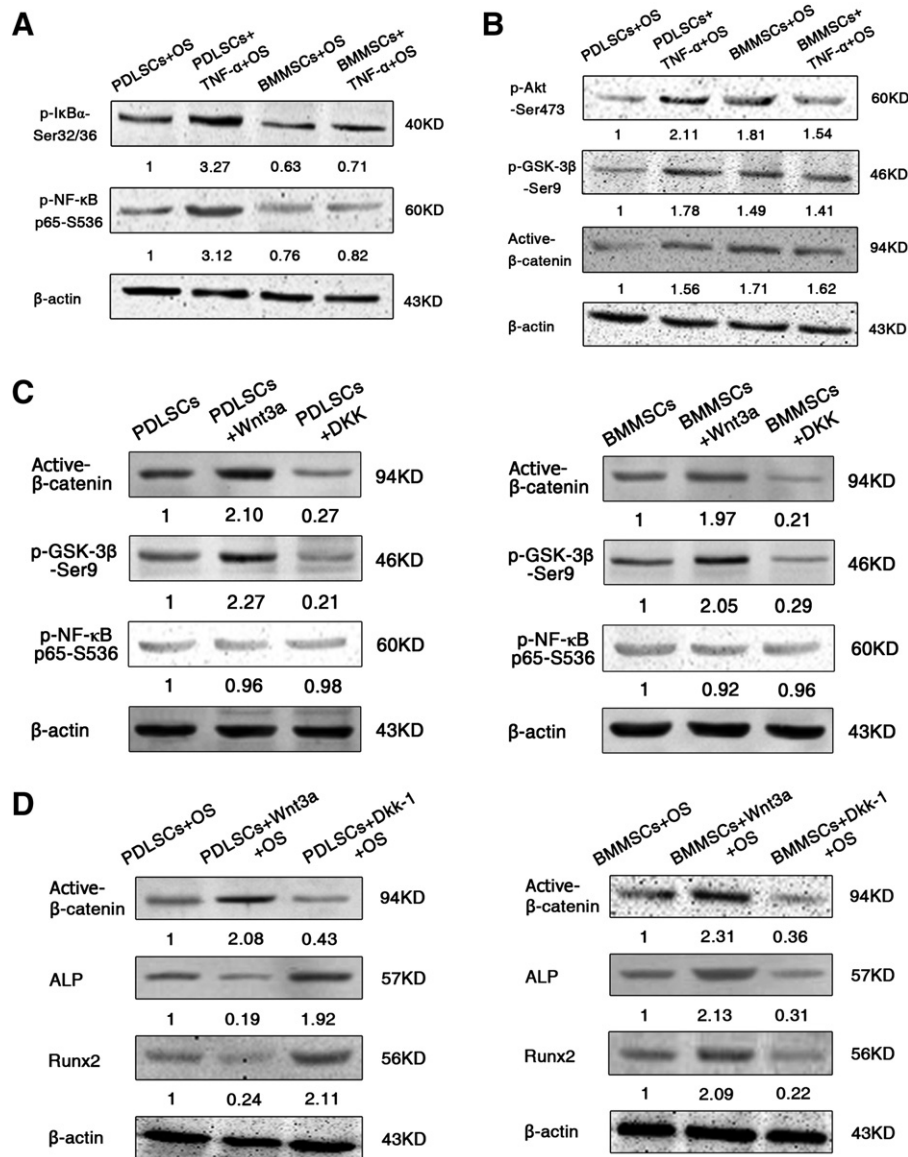 A
PDLSCs+OS
PDLSCs+
TNF-α+OS
BMMSCs+OS
BMMSCs+
TNF-α+OS
p-IκBα-
Ser32/36
40KD
1 3.27 0.63 0.71
p-NF-κB
p65-S536
60KD
1 3.12 0.76 0.82
β-actin
43KD
B
PDLSCs+OS
PDLSCs+
TNF-α+OS
BMMSCs+OS
BMMSCs+
TNF-α+OS
p-Akt
-Ser473
60KD
1 2.11 1.81 1.54
p-GSK-3β
-Ser9
46KD
1 1.78 1.49 1.41
Active-
β-catenin
94KD
1 1.56 1.71 1.62
β-actin
43KD
C
PDLSCs
PDLSCs
+Wnt3a
PDLSCs
+DKK
Active-
β-catenin
94KD
1 2.10 0.27
p-GSK-3β
-Ser9
46KD
1 2.27 0.21
p-NF-κB
p65-S536
60KD
1 0.96 0.98
β-actin
43KD
BMMSCs
BMMSCs
+Wnt3a
BMMSCs
+DKK
Active-
β-catenin
94KD
1 1.97 0.21
p-GSK-3β
-Ser9
46KD
1 2.05 0.29
p-NF-κB
p65-S536
60KD
1 0.92 0.96
β-actin
43KD
D
PDLSCs+OS
PDLSCs+Wnt3a
+OS
PDLSCs+Dkk-1
+OS
Active-
β-catenin
94KD
1 2.08 0.43
ALP
57KD
1 0.19 1.92
Runx2
56KD
1 0.24 2.11
β-actin
43KD
BMMSCs+OS
BMMSCs+Wnt3a
+OS
BMMSCs+Dkk-1
+OS
Active-
β-catenin
94KD
1 2.31 0.36
ALP
57KD
1 2.13 0.31
Runx2
56KD
1 2.09 0.22
β-actin
43KD